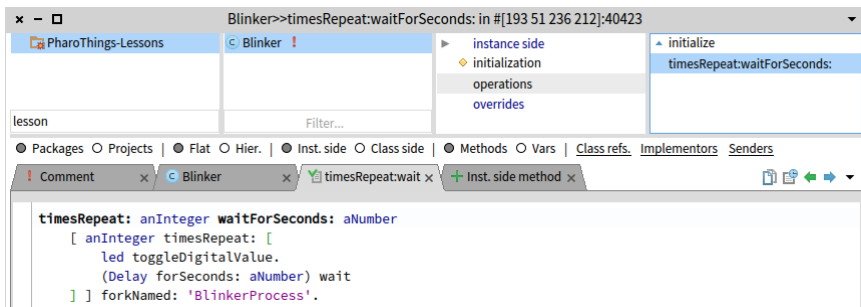 Blinker>>timesRepeat:waitForSeconds: in #[193 51 236 212]:40423
PharoThings-Lessons
lesson
C Blinker !
Filter...
instance side
initialization
operations
overrides
initialize
timesRepeat:waitForSeconds:
Packages Projects | Flat Hier. | Inst. side Class side | Methods Vars | Class refs. Implementors Senders
! Comment x C Blinker x timesRepeat:wait x Inst. side method x
timesRepeat: anInteger waitForSeconds: aNumber
[ anInteger timesRepeat: [
led toggleDigitalValue.
(Delay forSeconds: aNumber) wait
] ] forkNamed: 'BlinkerProcess'.